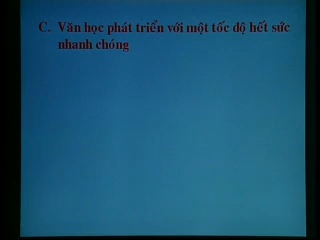 C. Văn học phát triển với một tốc độ hết sức
nhanh chóng